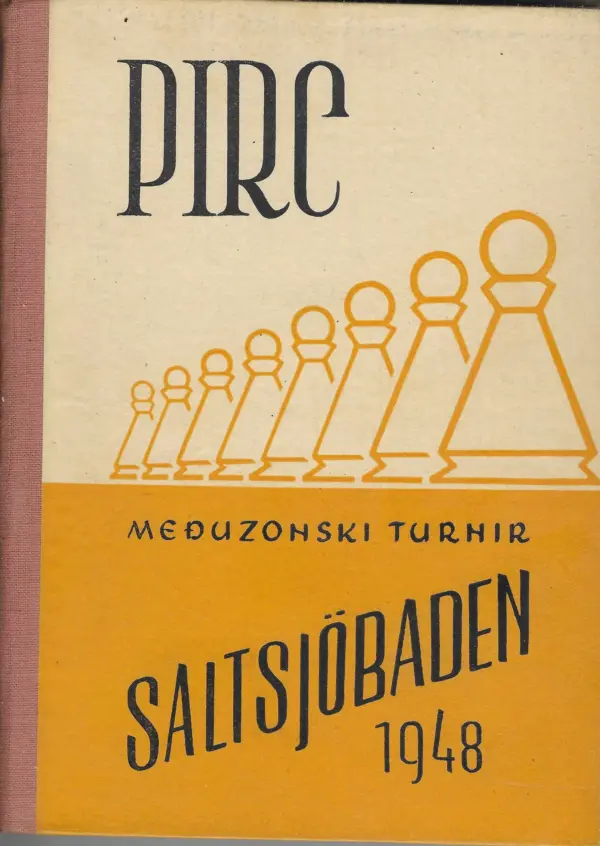 PIRC
MEĐUZONSKI TURNIR
SALTSJÖBADEN
1948